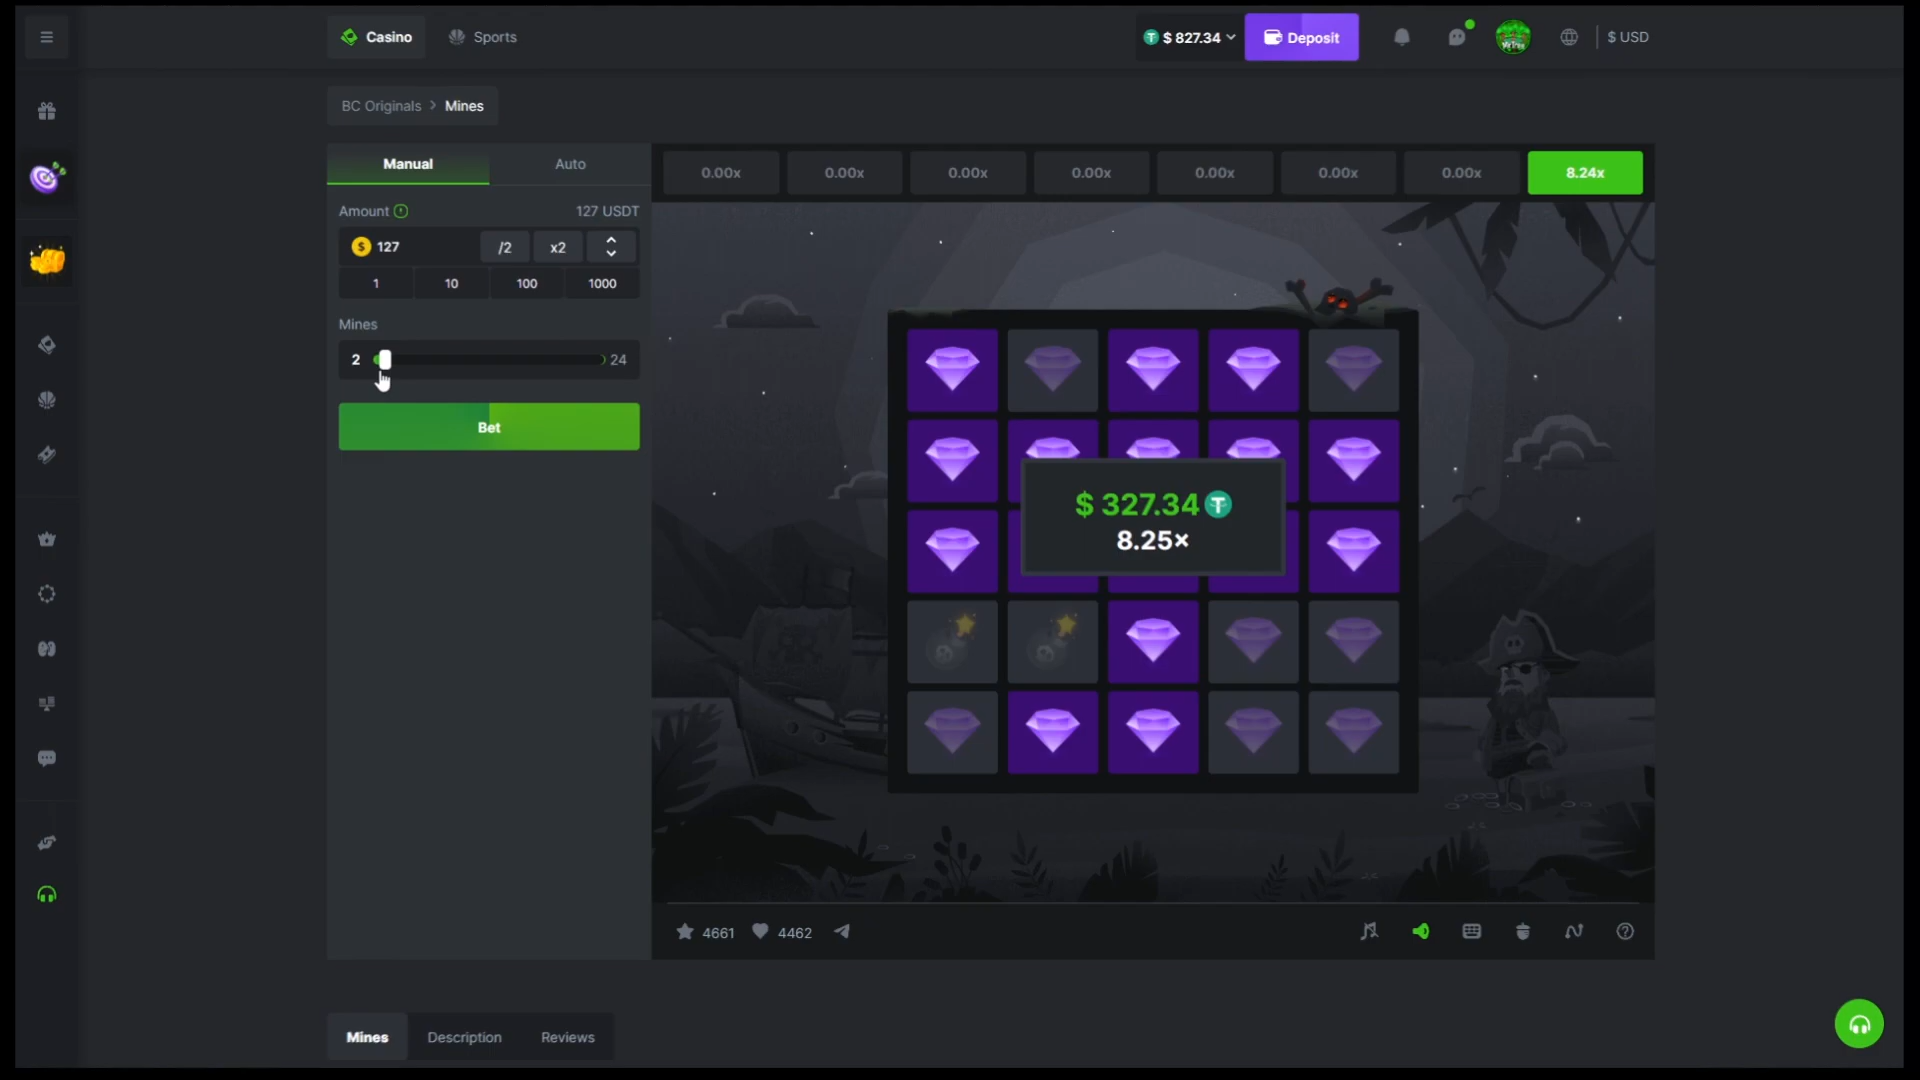 Casino
Sports
$ 827.34
Deposit
$ USD
BC Originals > Mines
Manual
Auto
0.00x
0.00x
0.00x
0.00x
0.00x
0.00x
0.00x
8.24x
Amount
127 USDT
127
/2
x2
1
10
100
1000
Mines
2
24
Bet
$ 327.34
8.25×
4661
4462
Mines
Description
Reviews